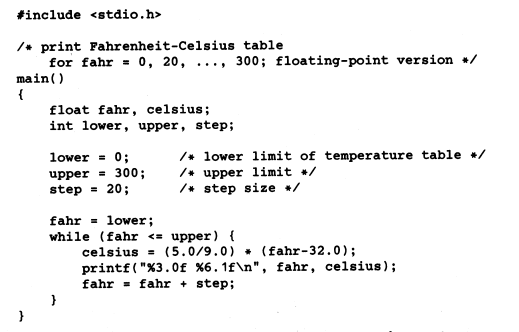 #include <stdio.h>

/* print Fahrenheit-Celsius table
    for fahr = 0, 20, ..., 300; floating-point version */
main()
{
    float fahr, celsius;
    int lower, upper, step;

    lower = 0;      /* lower limit of temperature table */
    upper = 300;    /* upper limit */
    step = 20;      /* step size */

    fahr = lower;
    while (fahr <= upper) {
        celsius = (5.0/9.0) * (fahr-32.0);
        printf("%3.0f %6.1f\n", fahr, celsius);
        fahr = fahr + step;
    }
}